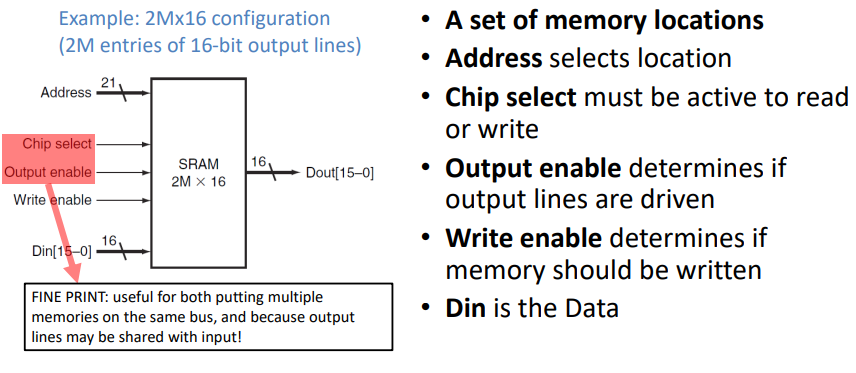 Example: 2Mx16 configuration
(2M entries of 16-bit output lines)
Address
21
Chip select
Output enable
Write enable
Din[15–0]
16
SRAM
2M × 16
16
Dout[15–0]
FINE PRINT: useful for both putting multiple
memories on the same bus, and because output
lines may be shared with input!
• A set of memory locations
• Address selects location
• Chip select must be active to read
or write
• Output enable determines if
output lines are driven
• Write enable determines if
memory should be written
• Din is the Data